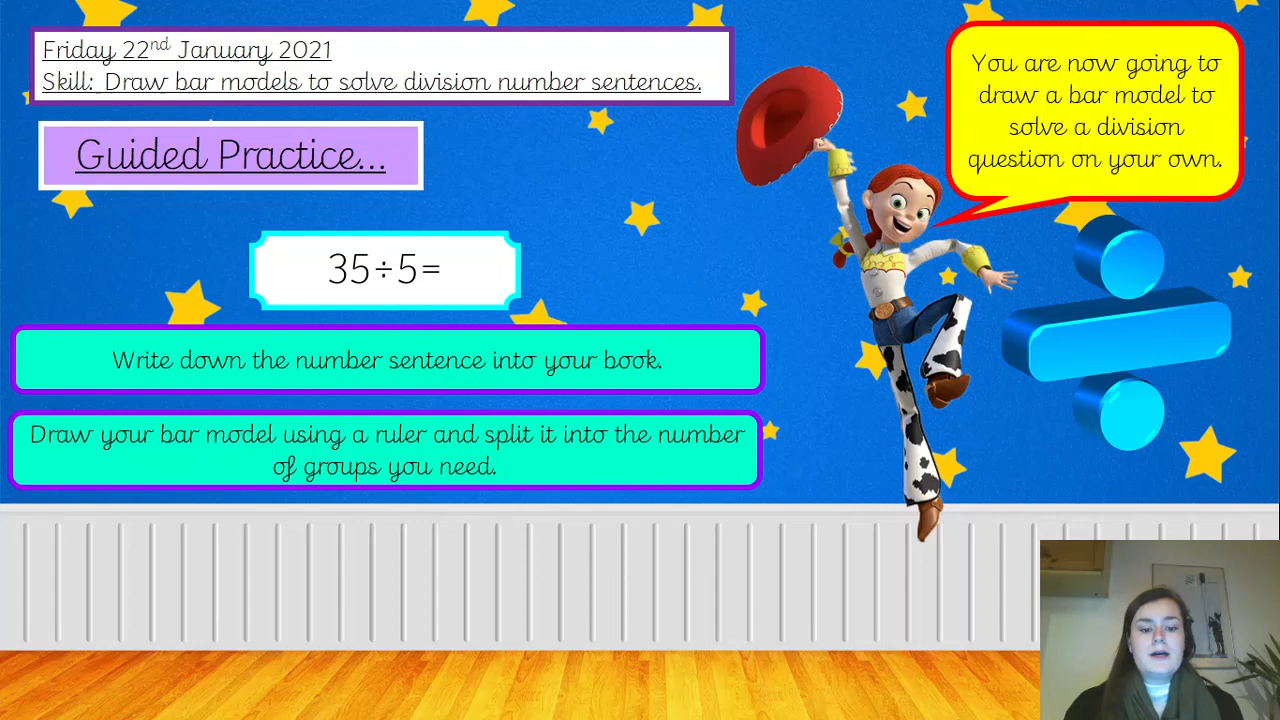 Friday 22nd January 2021
Skill: Draw bar models to solve division number sentences.
Guided Practice...
You are now going to
draw a bar model to
solve a division
question on your own.
35÷5=
Write down the number sentence into your book.
Draw your bar model using a ruler and split it into the number
of groups you need.